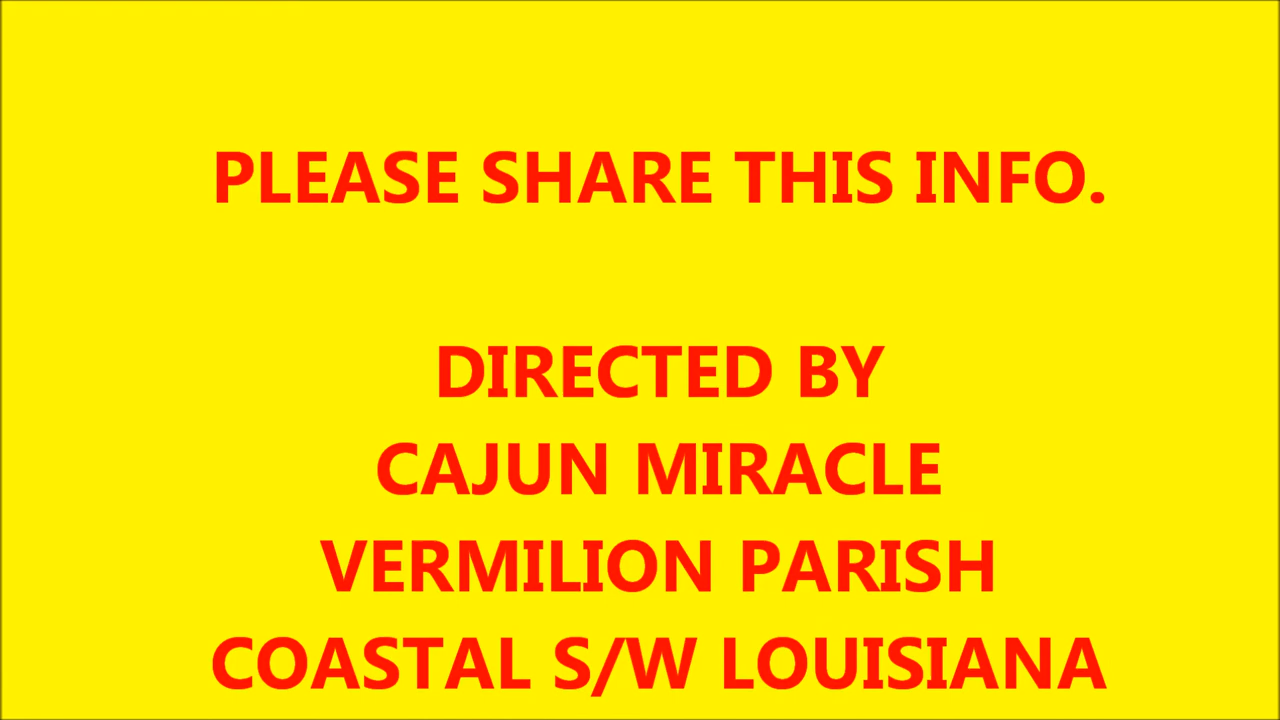 PLEASE SHARE THIS INFO.
DIRECTED BY
CAJUN MIRACLE
VERMILION PARISH
COASTAL S/W LOUISIANA